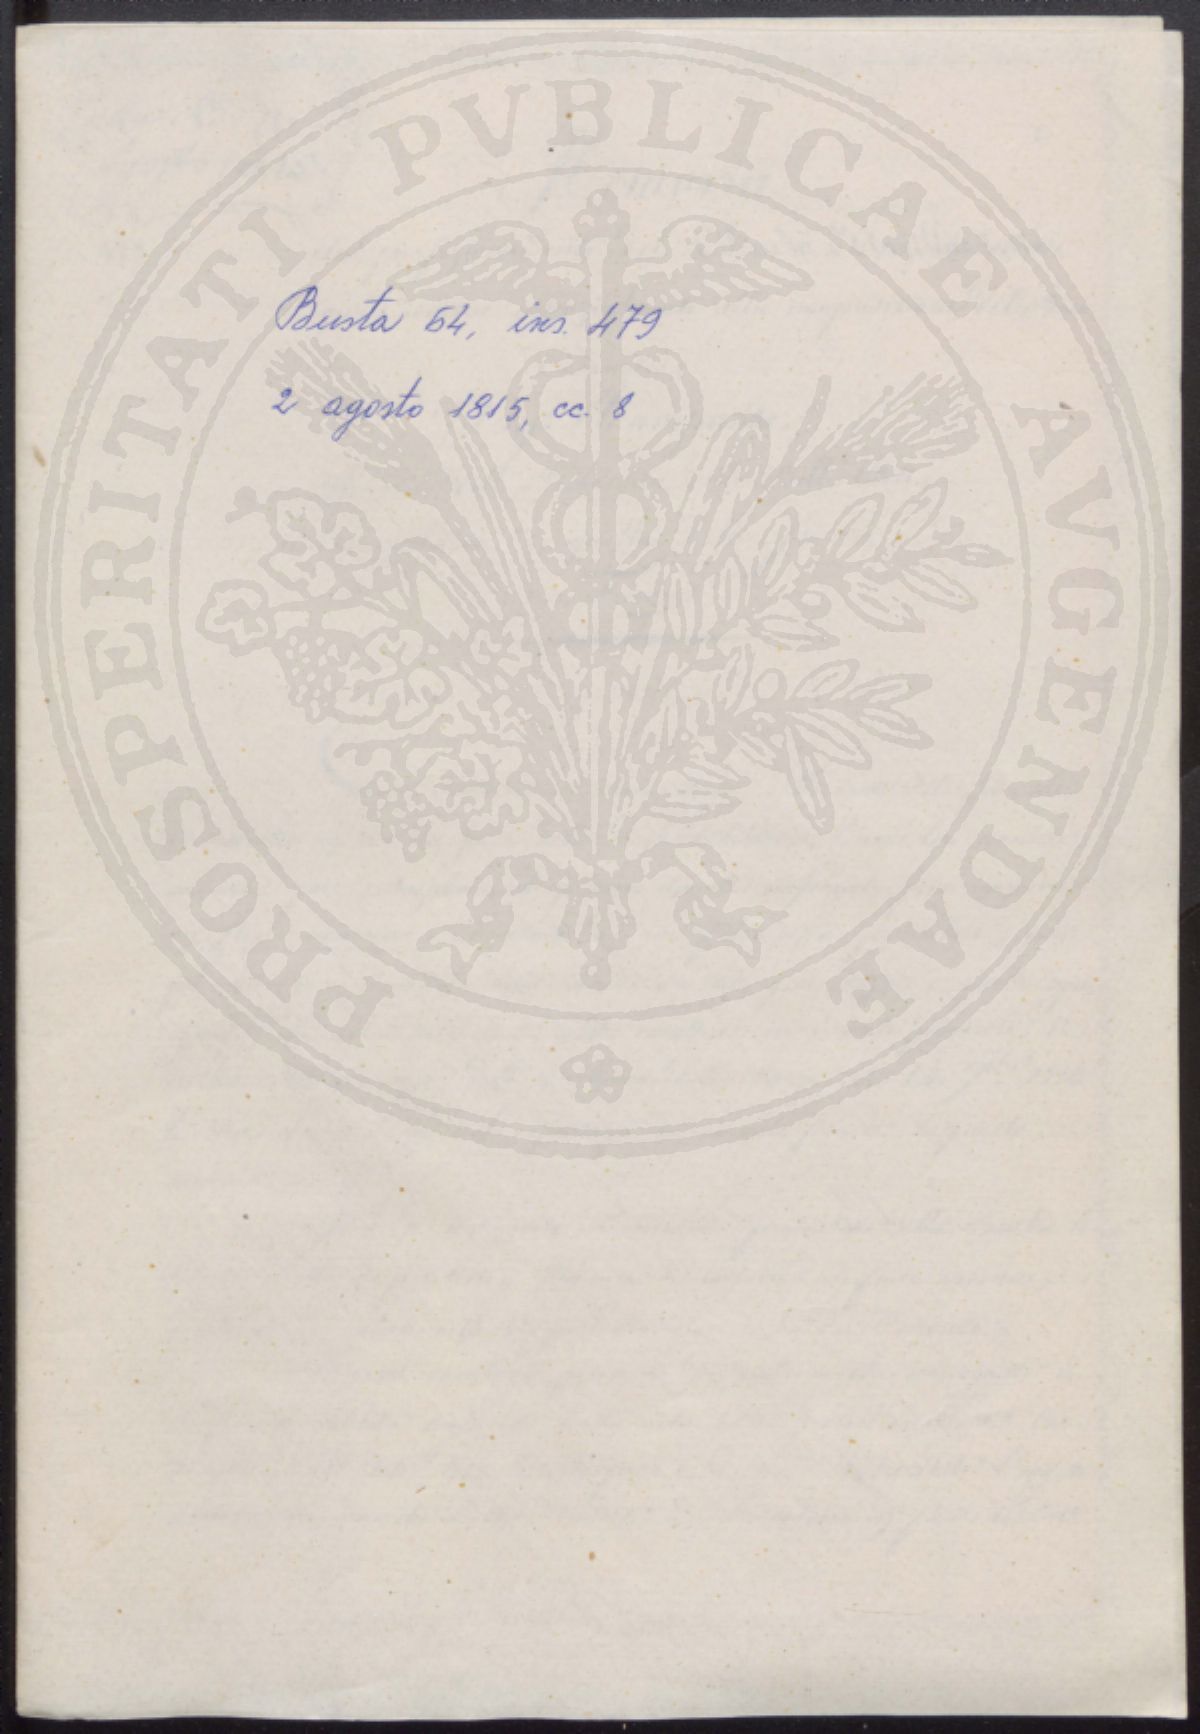 PROSPERITATI PVBLICAE AVGENDAE
Busta 64, ins. 479
2 agosto 1815, cc. 8